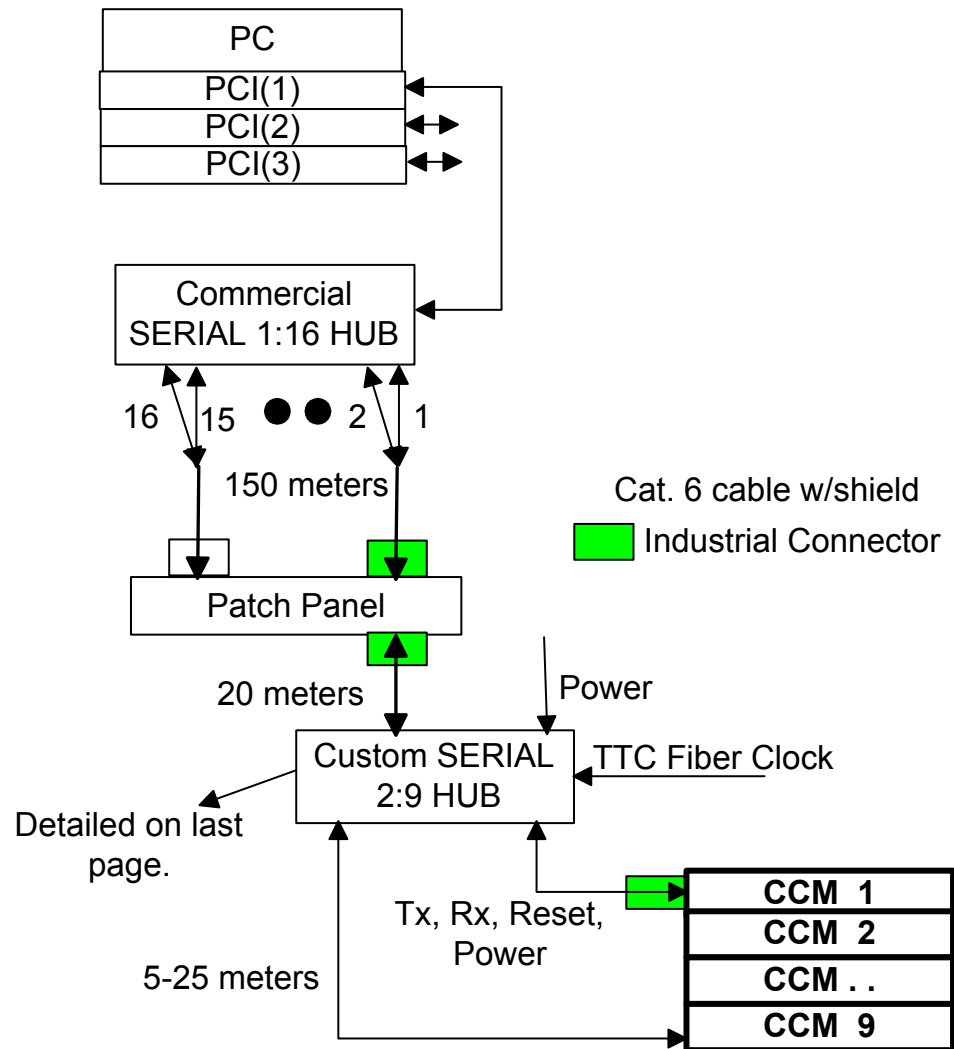 PC
PCI(1)
PCI(2)
PCI(3)
Commercial
SERIAL 1:16 HUB
16
15
2
1
150 meters
Cat. 6 cable w/shield
Industrial Connector
Patch Panel
20 meters
Power
Custom SERIAL
2:9 HUB
TTC Fiber Clock
Detailed on last
page.
Tx, Rx, Reset,
Power
5-25 meters
CCM 1
CCM 2
CCM . .
CCM 9